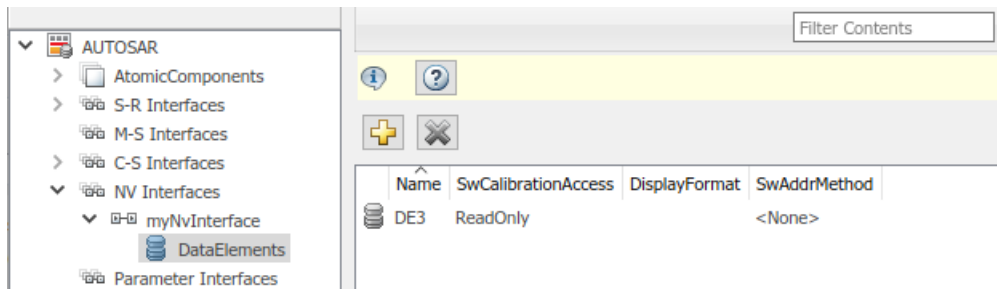 Filter Contents
AUTOSAR
AtomicComponents
S-R Interfaces
M-S Interfaces
C-S Interfaces
NV Interfaces
myNvInterface
DataElements
Parameter Interfaces
Name SwCalibrationAccess DisplayFormat SwAddrMethod
DE3 ReadOnly <None>